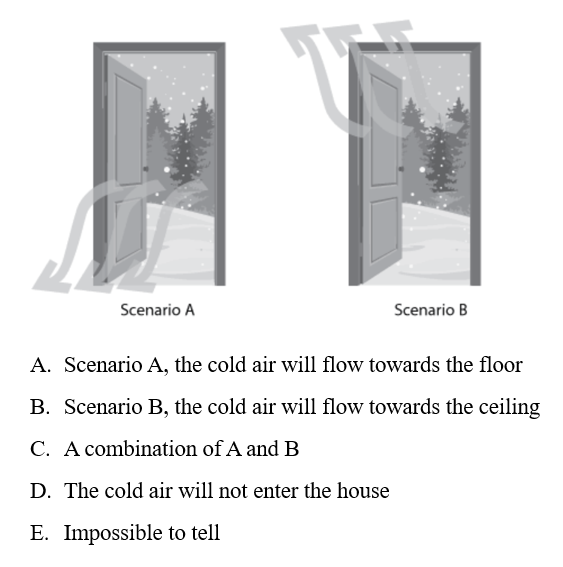 Scenario A
Scenario B
A. Scenario A, the cold air will flow towards the floor
B. Scenario B, the cold air will flow towards the ceiling
C. A combination of A and B
D. The cold air will not enter the house
E. Impossible to tell